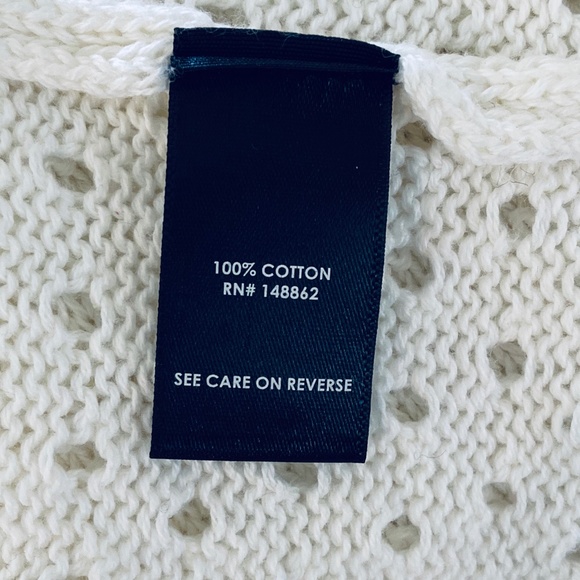 100% COTTON
RN# 148862
SEE CARE ON REVERSE